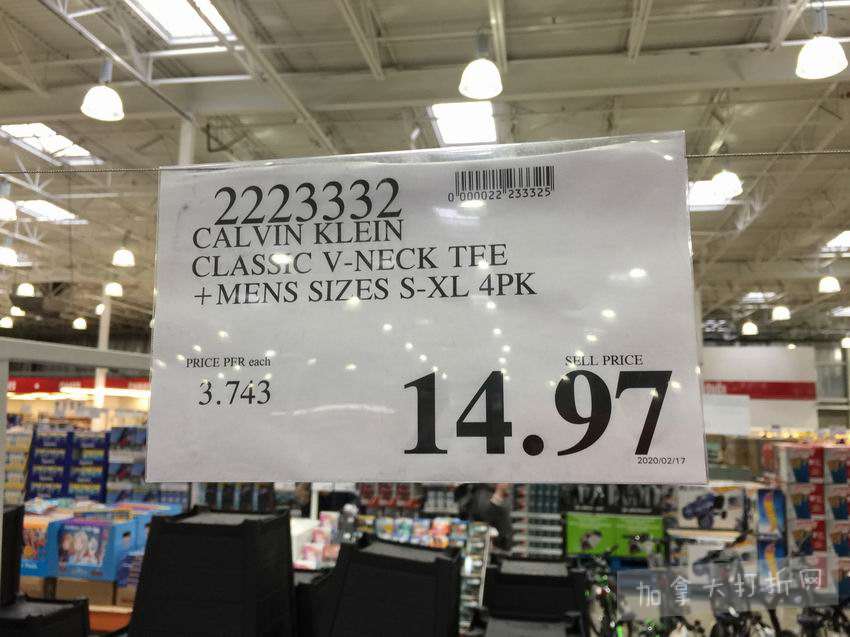 2223332
0 000022 233325
CALVIN KLEIN
CLASSIC V-NECK TEE
+MENS SIZES S-XL 4PK
PRICE PER each
3.743
SELL PRICE
14.97
2020/02/17
加拿大打折网